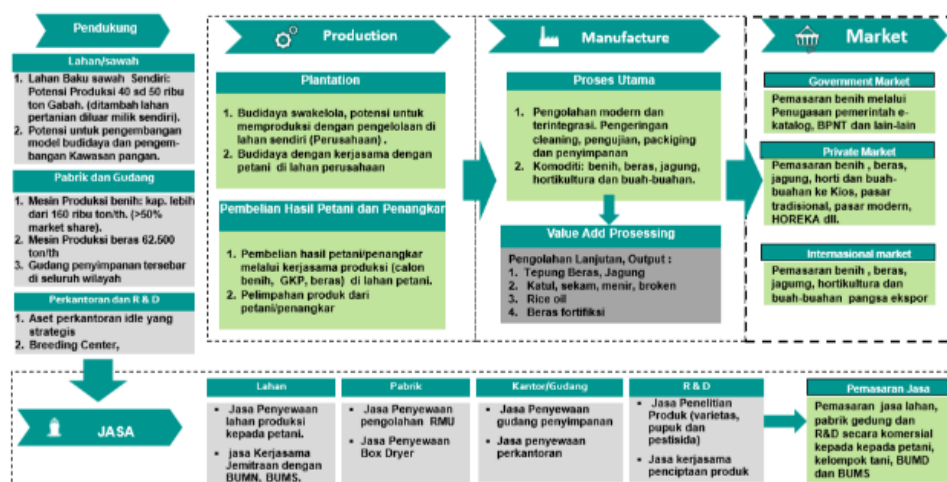 Pendukung
Lahan/sawah
1. Lahan Baku sawah Sendiri:
Potensi Produksi 40 sd 50 ribu
ton Gabah. (ditambah lahan
pertanian diluar milik sendiri).
2. Potensi untuk pengembangan
model budidaya dan pengem-
bangan Kawasan pangan.
Pabrik dan Gudang
1. Mesin Produksi benih: kap. lebih
dari 160 ribu ton/th. (>50%
market share).
2. Mesin Produksi beras 62.500
ton/th
3. Gudang penyimpanan tersebar
di seluruh wilayah
Perkantoran dan R & D
1. Aset perkantoran idle yang
strategis
2. Breeding Center,
Production
Plantation
1. Budidaya swakelola, potensi untuk
memproduksi dengan pengelolaan di
lahan sendiri (Perusahaan) .
2. Budidaya dengan kerjasama dengan
petani di lahan perusahaan
Pembelian Hasil Petani dan Penangkar
1. Pembelian hasil petani/penangkar
melalui kerjasama produksi (calon
benih, GKP, beras) di lahan petani.
2. Pelimpahan produk dari
petani/penangkar
Manufacture
Proses Utama
1. Pengolahan modern dan
terintegrasi. Pengeringan
cleaning, pengujian, packiging
dan penyimpanan
2. Komoditi: benih, beras, jagung,
hortikultura dan buah-buahan.
Value Add Prosessing
Pengolahan Lanjutan, Output :
1. Tepung Beras, Jagung
2. Katul, sekam, menir, broken
3. Rice oil
4. Beras fortifiksi
Market
Government Market
Pemasaran benih melalui
Penugasan pemerintah e-
katalog, BPNT dan lain-lain
Private Market
Pemasaran benih , beras,
jagung, horti dan buah-
buahan ke Kios, pasar
tradisional, pasar modern,
HOREKA dll.
Internasional market
Pemasaran benih , beras,
jagumg, hortikultura dan
buah-buahan pangsa ekspor
JASA
Lahan
▪ Jasa Penyewaan
lahan produksi
kepada petani.
▪ jasa Kerjasama
Jemitraan dengan
BUMN, BUMS.
Pabrik
▪ Jasa Penyewaan
pengolahan RMU
▪ Jasa Penyewaan
Box Dryer
Kantor/Gudang
▪ Jasa Penyewaan
gudang penyimpanan
▪ Jasa penyewaan
perkantoran
R & D
▪ Jasa Penelitian
Produk (varietas,
pupuk dan
pestisida)
▪ Jasa kerjasama
penciptaan produk
Pemasaran Jasa
Pemasaran jasa lahan,
pabrik gedung dan
R&D secara komersial
kepada kepada petani,
kelompok tani, BUMD
dan BUMS